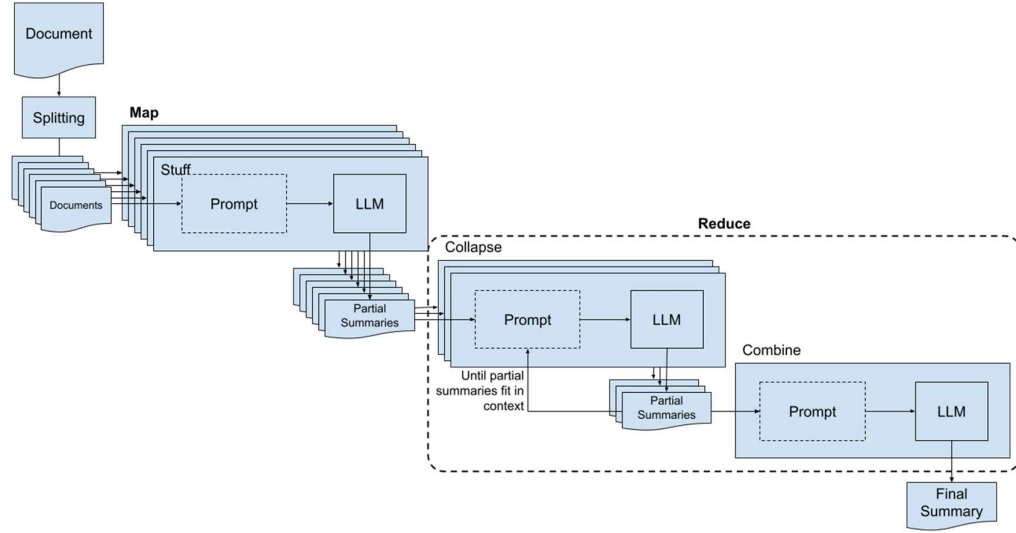 Document
Splitting
Documents
Map
Stuff
Prompt
LLM
Partial
Summaries
Reduce
Collapse
Prompt
LLM
Until partial
summaries fit in
context
Partial
Summaries
Combine
Prompt
LLM
Final
Summary